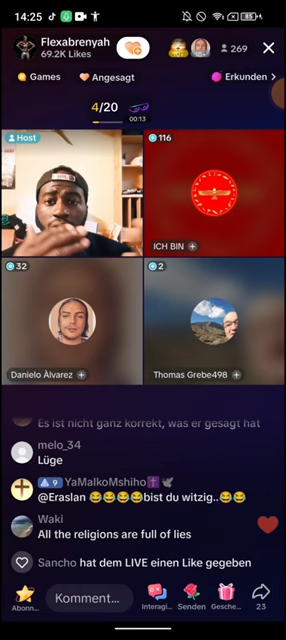 14:25
85
Flexabrenyah
69.2K Likes
269
Games
Angesagt
Erkunden >
4/20
00:13
Host
116
ICH BIN +
32
Danielo Àlvarez +
2
Thomas Grebe498 +
Es ist nicht ganz korrekt, was er gesagt hat
melo_34
Lüge
9 YaMalkoMshiho✝️🕊
@Eraslan 😂😂😂😂bist du witzig..😂😂
Waki
All the religions are full of lies
Sancho hat dem LIVE einen Like gegeben
Abonn...
Komment...
Interagi...
Senden
Gesche...
23